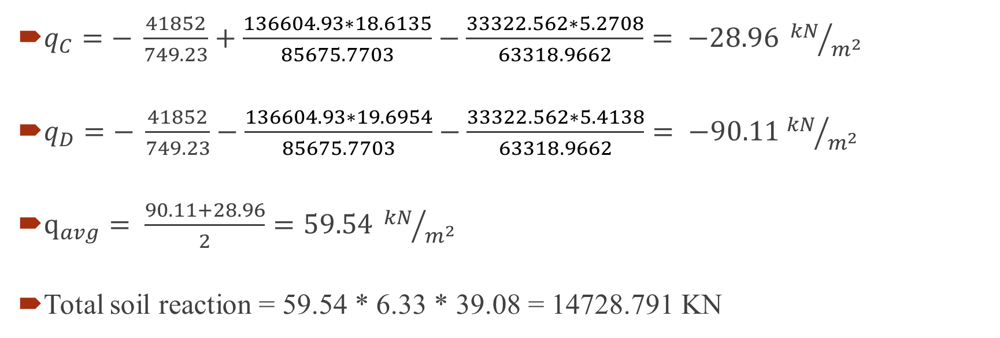 q_C = − 41852/749.23 + 136604.93*18.6135/85675.7703 − 33322.562*5.2708/63318.9662 = −28.96 kN/m²
q_D = − 41852/749.23 − 136604.93*19.6954/85675.7703 − 33322.562*5.4138/63318.9662 = −90.11 kN/m²
q_avg = 90.11+28.96/2 = 59.54 kN/m²
Total soil reaction = 59.54 * 6.33 * 39.08 = 14728.791 KN